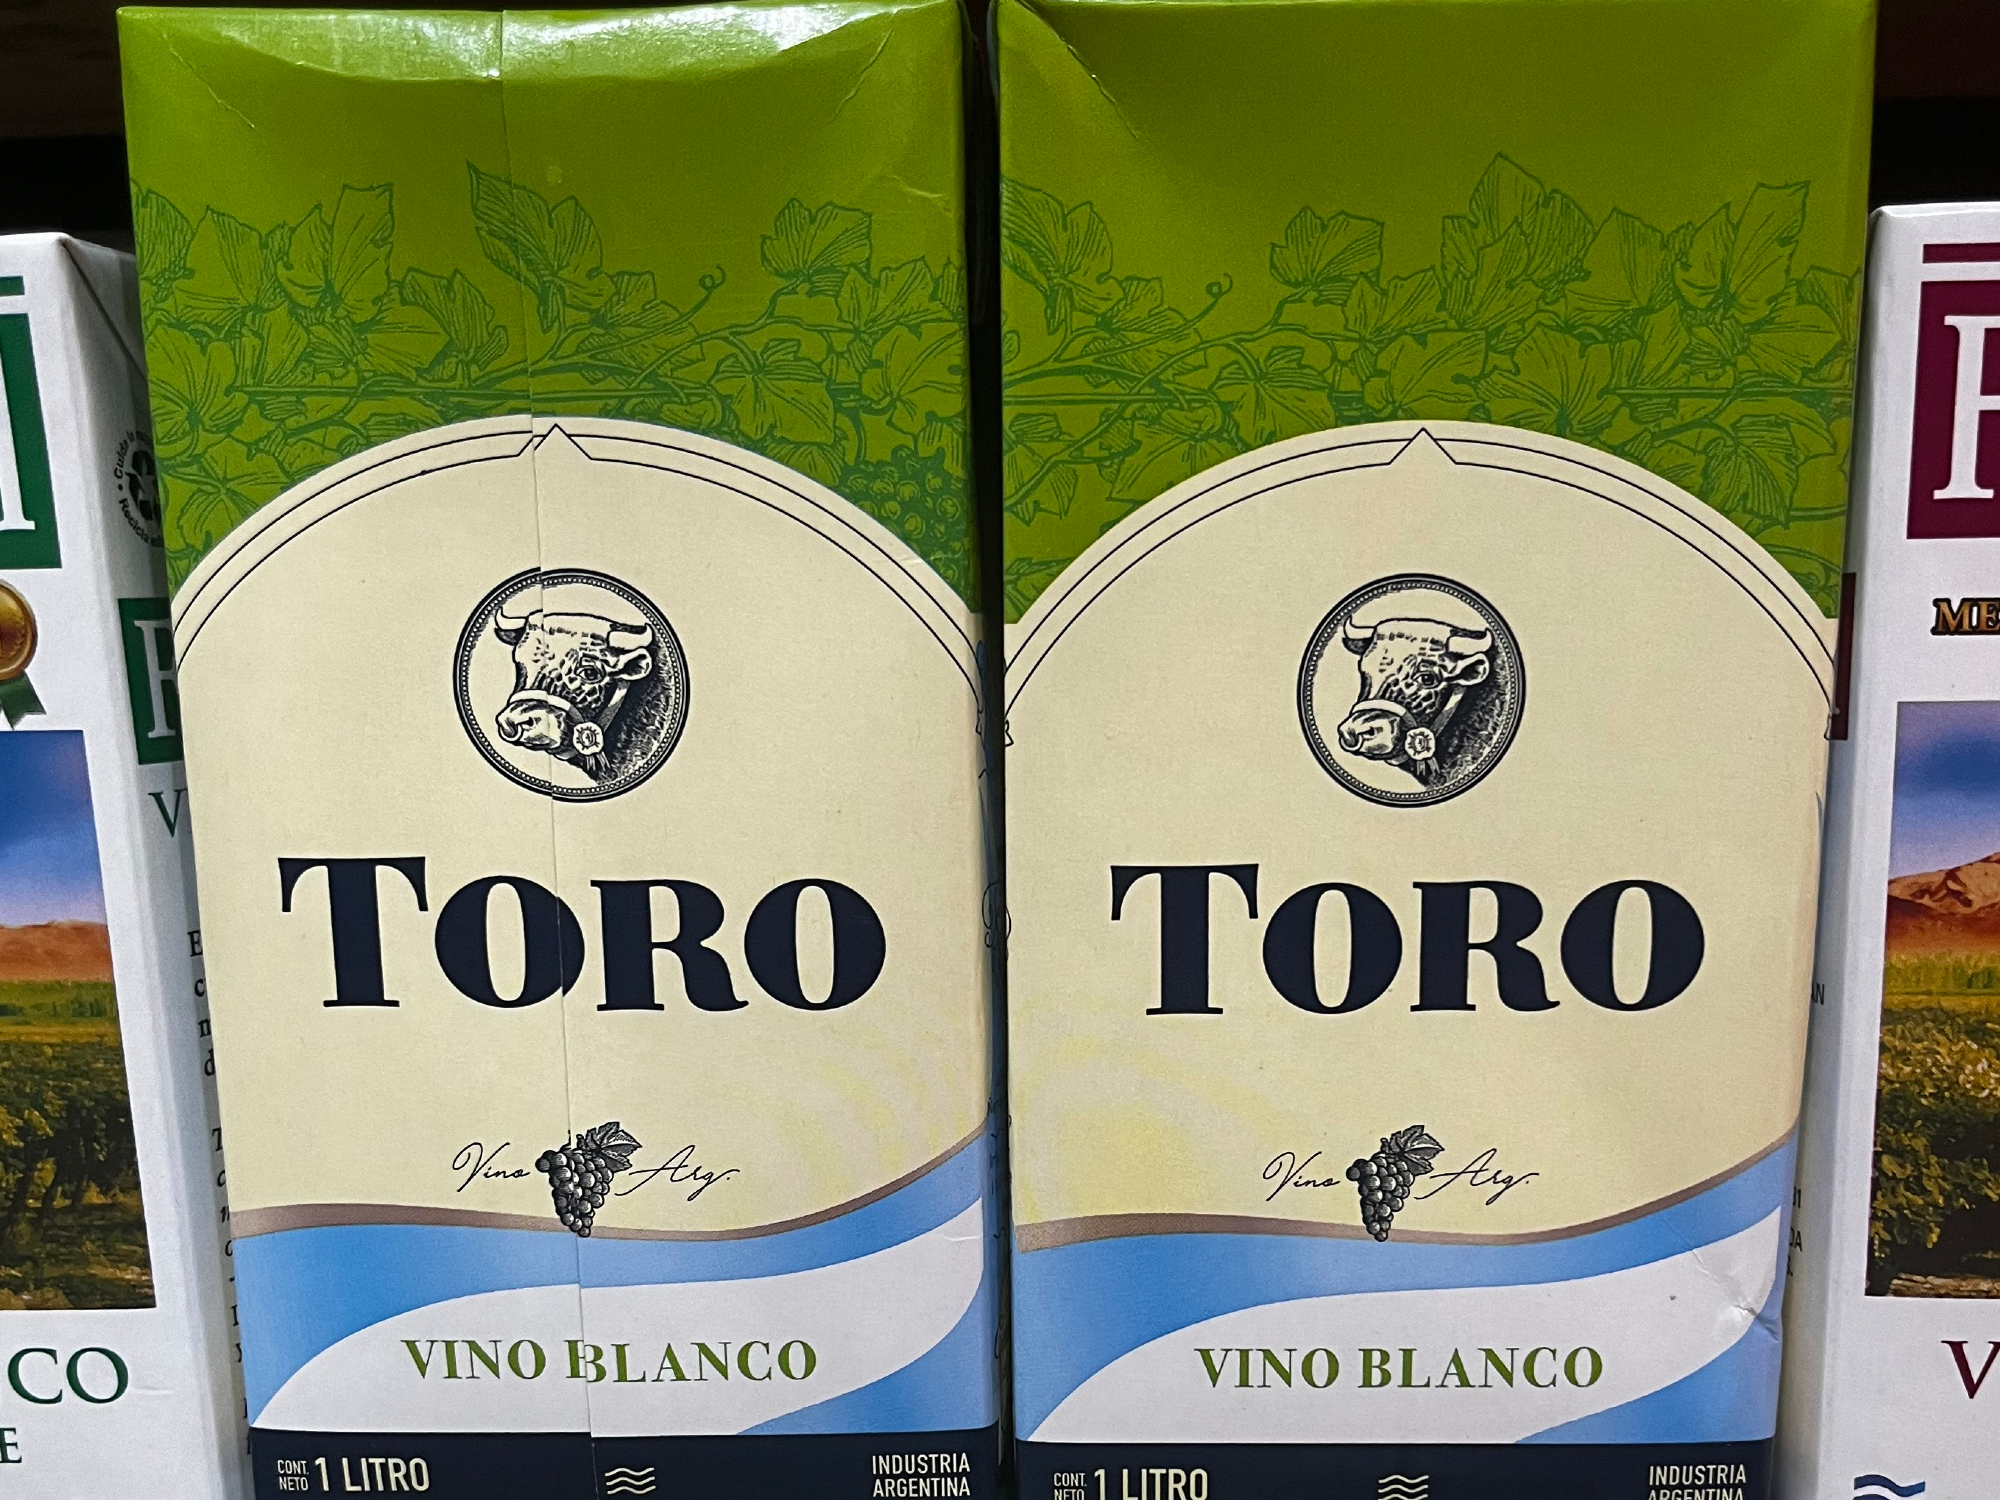 TORO
Vino Arg.
VINO BLANCO
CONT. NETO 1 LITRO
INDUSTRIA
ARGENTINA
TORO
Vino Arg.
VINO BLANCO
CONT. NETO 1 LITRO
INDUSTRIA
ARGENTINA